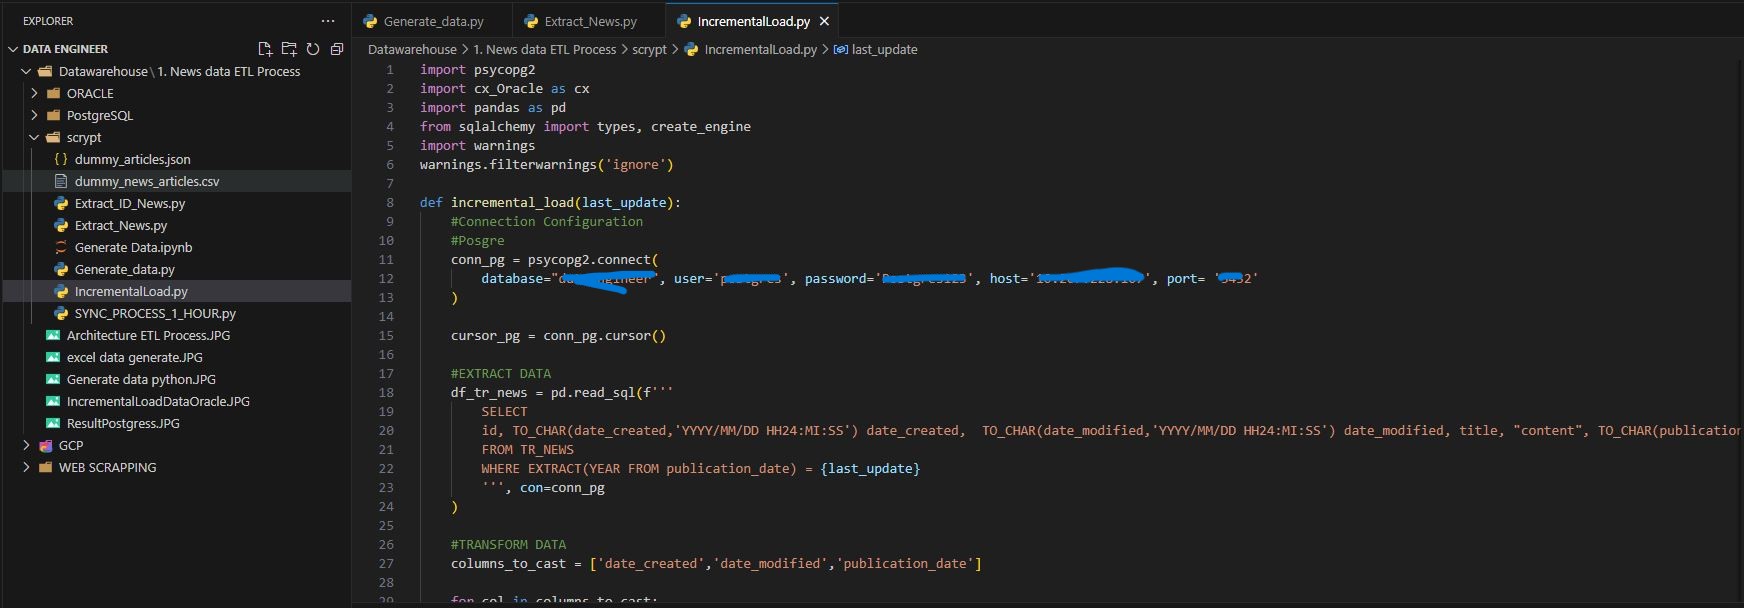 EXPLORER
DATA ENGINEER
Datawarehouse \ 1. News data ETL Process
ORACLE
PostgreSQL
scrypt
dummy_articles.json
dummy_news_articles.csv
Extract_ID_News.py
Extract_News.py
Generate Data.ipynb
Generate_data.py
IncrementalLoad.py
SYNC_PROCESS_1_HOUR.py
Architecture ETL Process.JPG
excel data generate.JPG
Generate data python.JPG
IncrementalLoadDataOracle.JPG
ResultPostgress.JPG
GCP
WEB SCRAPPING
Generate_data.py Extract_News.py IncrementalLoad.py
Datawarehouse > 1. News data ETL Process > scrypt > IncrementalLoad.py > last_update
1 import psycopg2
2 import cx_Oracle as cx
3 import pandas as pd
4 from sqlalchemy import types, create_engine
5 import warnings
6 warnings.filterwarnings('ignore')
7
8 def incremental_load(last_update):
9 #Connection Configuration
10 #Posgre
11 conn_pg = psycopg2.connect(
12 database=" ", user=' ', password=' ', host=' ', port= ' '
13 )
14
15 cursor_pg = conn_pg.cursor()
16
17 #EXTRACT DATA
18 df_tr_news = pd.read_sql(f'''
19 SELECT
20 id, TO_CHAR(date_created,'YYYY/MM/DD HH24:MI:SS') date_created, TO_CHAR(date_modified,'YYYY/MM/DD HH24:MI:SS') date_modified, title, "content", TO_CHAR(publication
21 FROM TR_NEWS
22 WHERE EXTRACT(YEAR FROM publication_date) = {last_update}
23 ''', con=conn_pg
24 )
25
26 #TRANSFORM DATA
27 columns_to_cast = ['date_created','date_modified','publication_date']
28
29 for col in columns_to_cast: